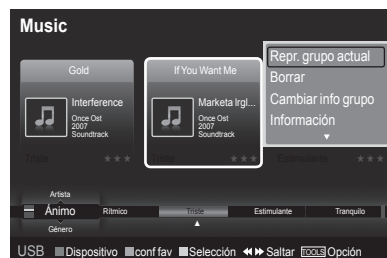 Music
Gold
Interference
Once Ost
2007
Soundtrack
Triste
If You Want Me
Marketa Irgl...
Once Ost
2007
Soundtrack
Triste
Repr. grupo actual
Borrar
Cambiar info grupo
Información
Estimulante
Artista
Ánimo
Género
Rítmico
Triste
Estimulante
Tranquilo
USB Dispositivo conf fav Selección Saltar TOOLS Opción